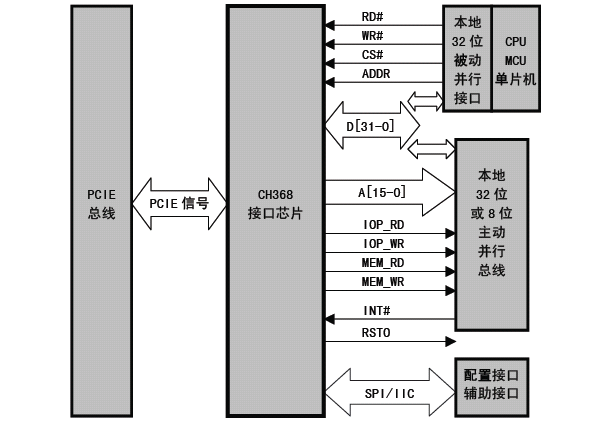 PCIE
总线
PCIE 信号
CH368
接口芯片
RD#
WR#
CS#
ADDR
D[31-0]
A[15-0]
IOP_RD
IOP_WR
MEM_RD
MEM_WR
INT#
RSTO
SPI/IIC
本地
32 位
被动
并行
接口
CPU
MCU
单片机
本地
32 位
或 8 位
主动
并行
总线
配置接口
辅助接口